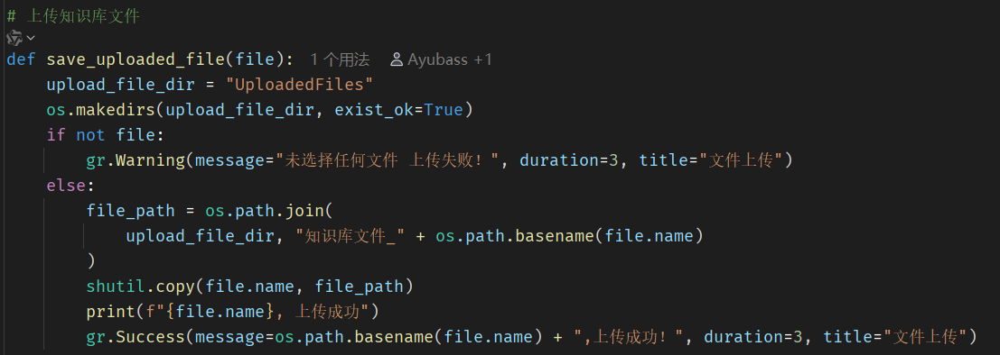 # 上传知识库文件
def save_uploaded_file(file): 1 个用法 Ayubass +1
    upload_file_dir = "UploadedFiles"
    os.makedirs(upload_file_dir, exist_ok=True)
    if not file:
        gr.Warning(message="未选择任何文件 上传失败！", duration=3, title="文件上传")
    else:
        file_path = os.path.join(
            upload_file_dir, "知识库文件_" + os.path.basename(file.name)
        )
        shutil.copy(file.name, file_path)
        print(f"{file.name}, 上传成功")
        gr.Success(message=os.path.basename(file.name) + ",上传成功！", duration=3, title="文件上传")